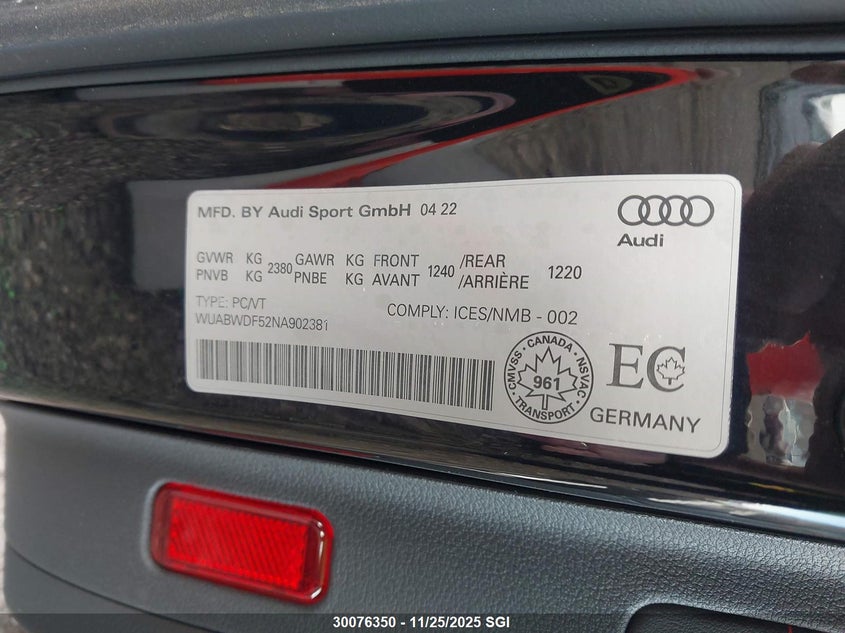 MFD. BY Audi Sport GmbH 04 22
Audi
GVWR KG 2380 GAWR KG FRONT 1240 /REAR 1220
PNVB KG PNBE KG AVANT /ARRIÈRE
TYPE: PC/VT
WUABWDF52NA902381
COMPLY: ICES/NMB - 002
CMVSS · CANADA · NSVAC · TRANSPORT ·
961
EC
GERMANY
30076350 - 11/25/2025 SGI